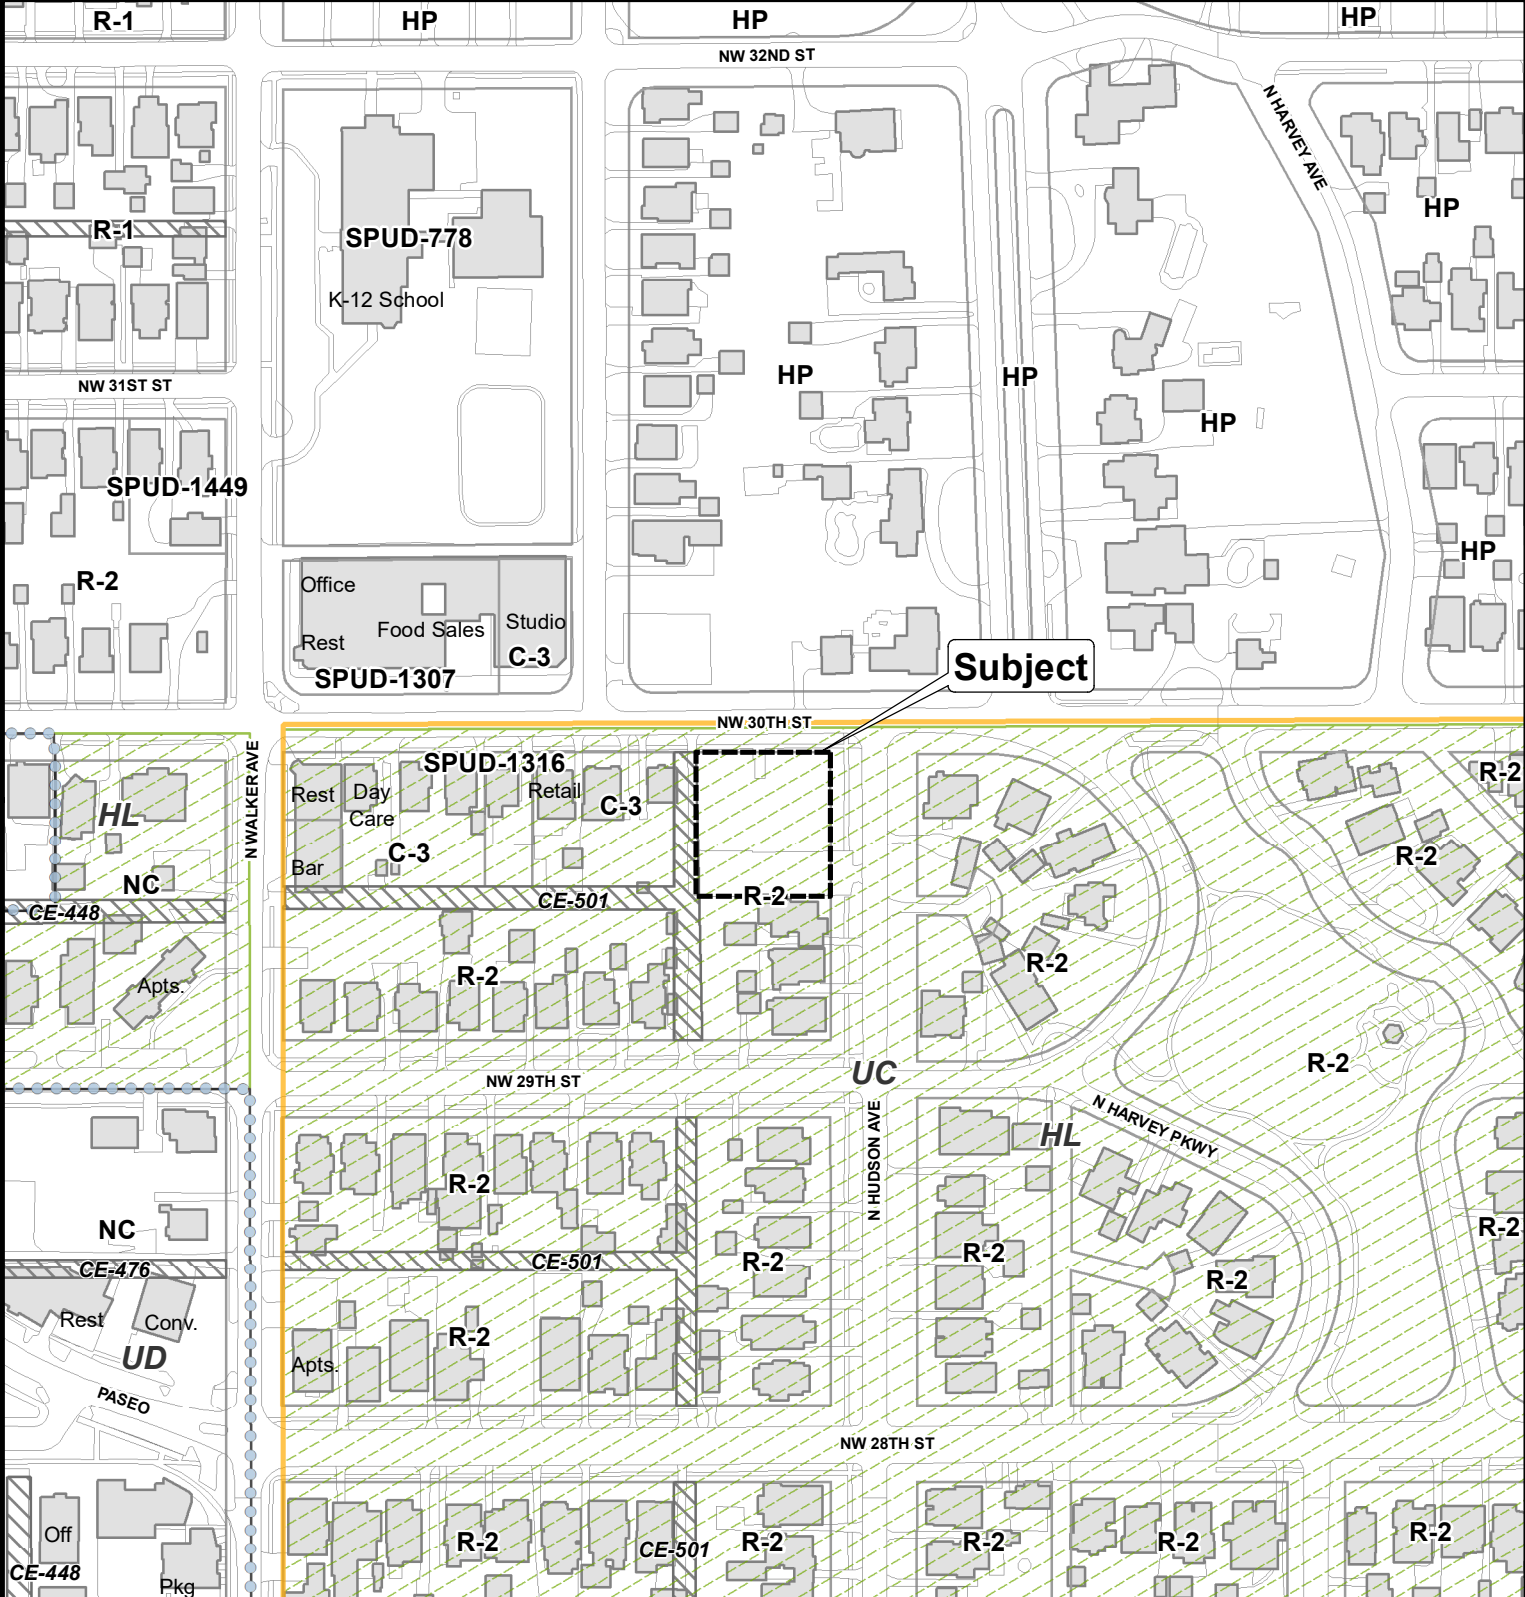 R-1
HP
HP
HP
NW 32ND ST
N HARVEY AVE
HP
R-1
SPUD-778
K-12 School
NW 31ST ST
HP
HP
HP
SPUD-1449
HP
R-2
Office
Food Sales
Studio
Rest
C-3
SPUD-1307
Subject
NW 30TH ST
N WALKER AVE
SPUD-1316
R-2
Rest
Day
Care
Retail
C-3
HL
C-3
R-2
Bar
NC
R-2
CE-448
CE-501
R-2
R-2
Apts.
R-2
UC
NW 29TH ST
N HUDSON AVE
N HARVEY PKWY
HL
R-2
NC
R-2
R-2
R-2
R-2
CE-476
CE-501
Rest
Conv.
R-2
UD
Apts.
PASEO
NW 28TH ST
Off
R-2
CE-501
R-2
R-2
R-2
R-2
CE-448
Pkg